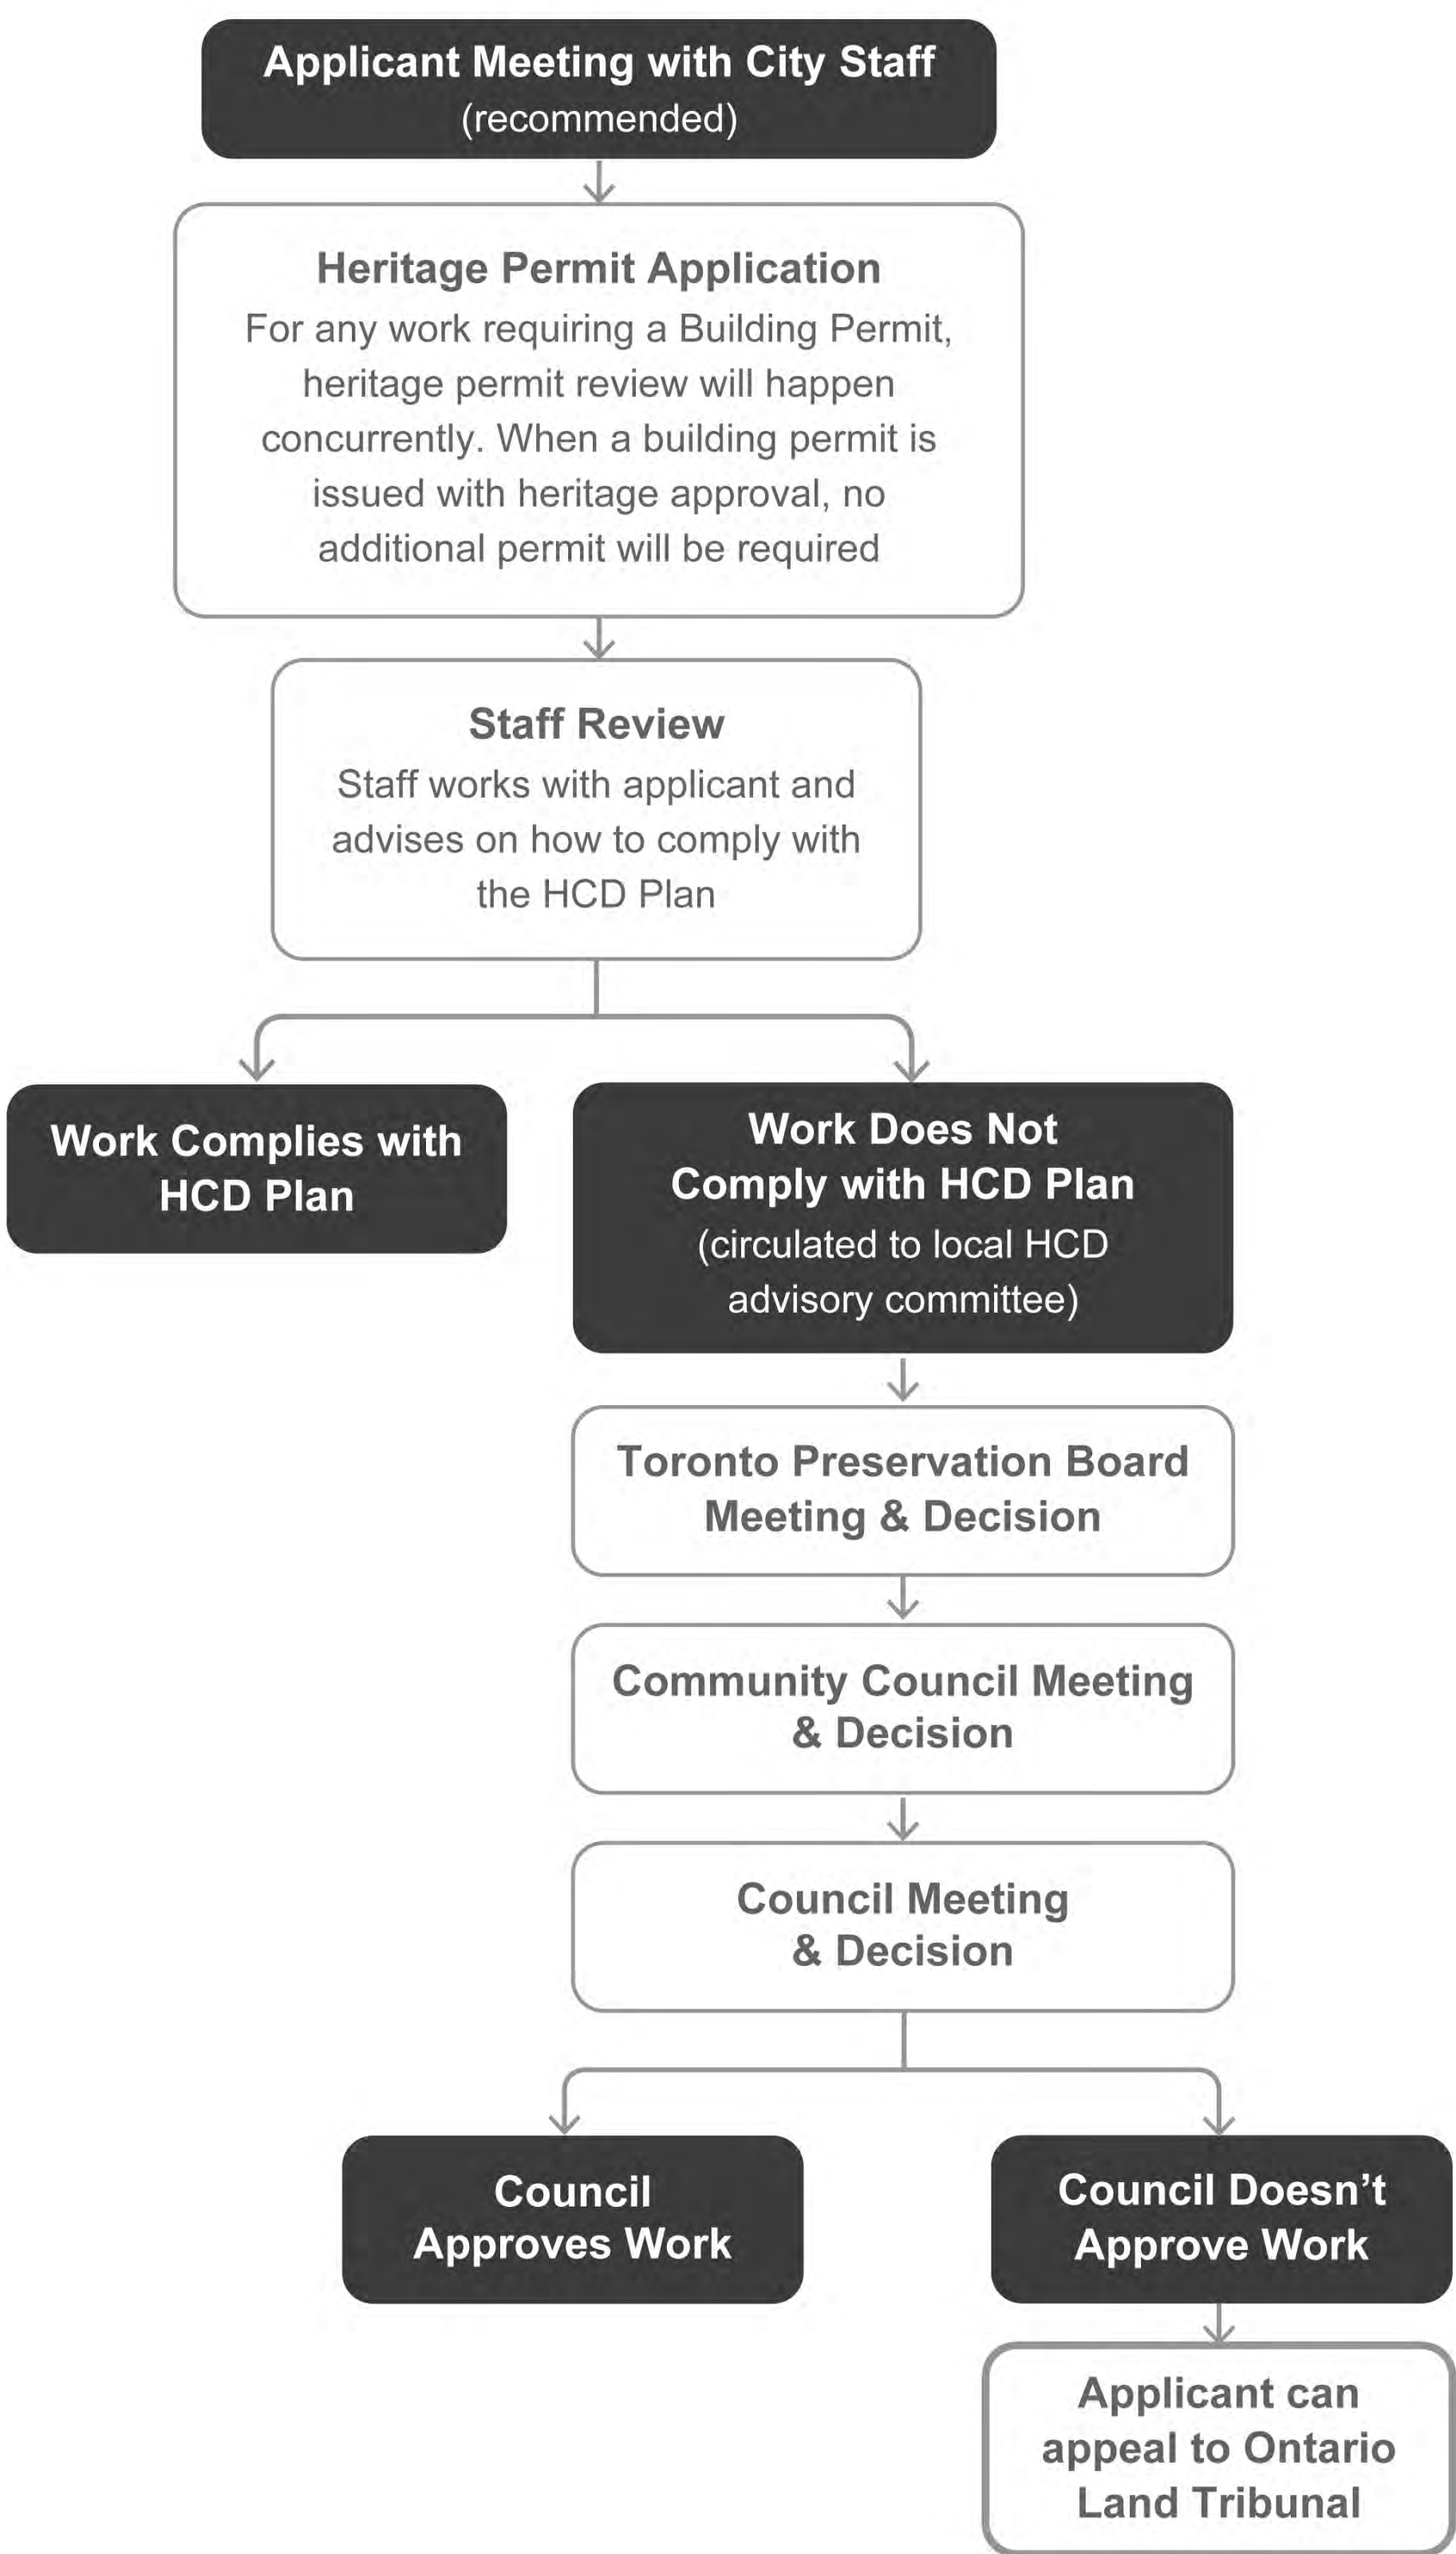 Applicant Meeting with City Staff
(recommended)
Heritage Permit Application
For any work requiring a Building Permit,
heritage permit review will happen
concurrently. When a building permit is
issued with heritage approval, no
additional permit will be required
Staff Review
Staff works with applicant and
advises on how to comply with
the HCD Plan
Work Complies with
HCD Plan
Work Does Not
Comply with HCD Plan
(circulated to local HCD
advisory committee)
Toronto Preservation Board
Meeting & Decision
Community Council Meeting
& Decision
Council Meeting
& Decision
Council
Approves Work
Council Doesn’t
Approve Work
Applicant can
appeal to Ontario
Land Tribunal